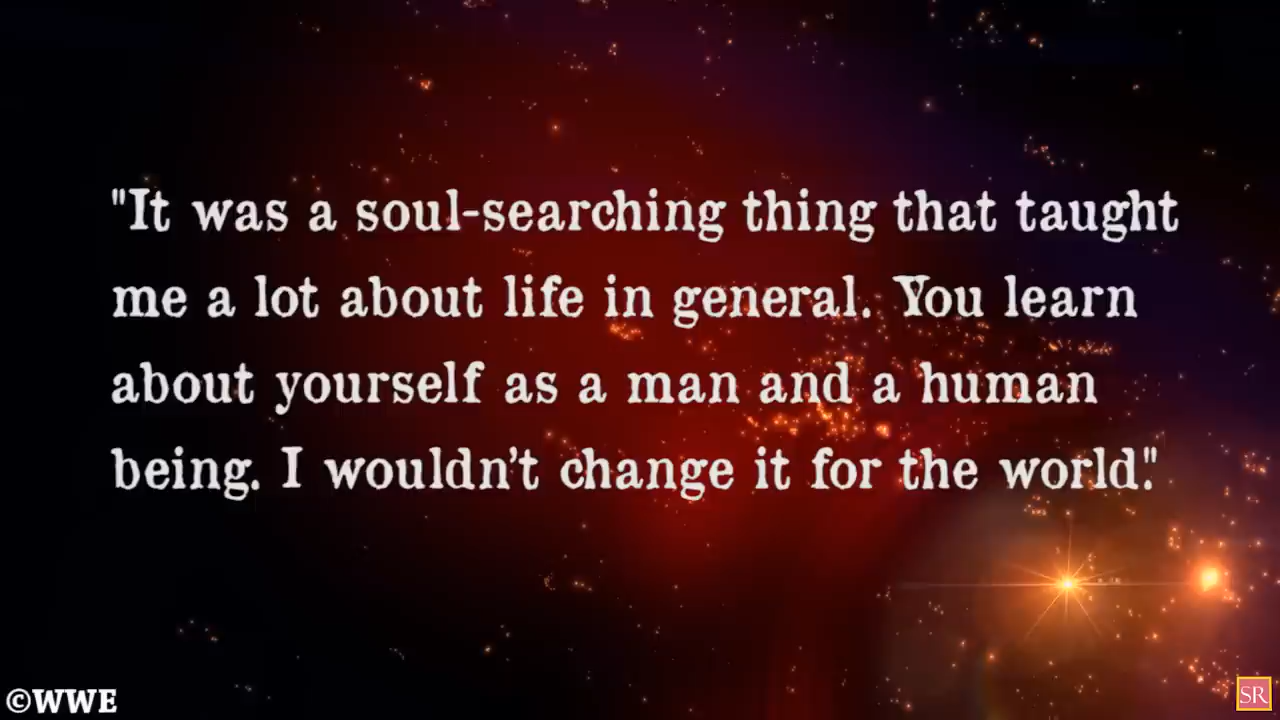 "It was a soul-searching thing that taught
me a lot about life in general. You learn
about yourself as a man and a human
being. I wouldn't change it for the world."
©WWE
SR